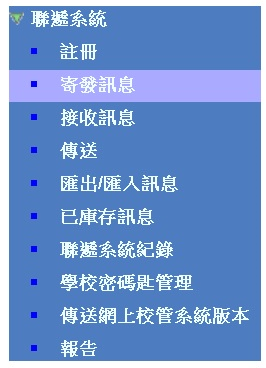 聯遞系統
註冊
寄發訊息
接收訊息
傳送
匯出/匯入訊息
已庫存訊息
聯遞系統紀錄
學校密碼匙管理
傳送網上校管系統版本
報告